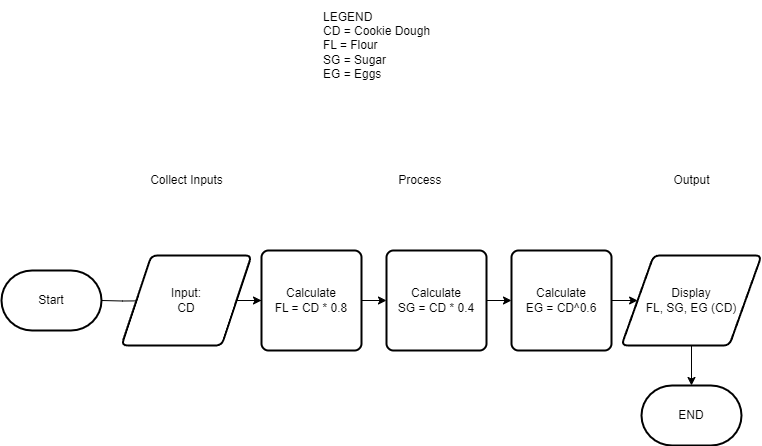 LEGEND
CD = Cookie Dough
FL = Flour
SG = Sugar
EG = Eggs
Collect Inputs
Process
Output
Start
Input:
CD
Calculate
FL = CD * 0.8
Calculate
SG = CD * 0.4
Calculate
EG = CD^0.6
Display
FL, SG, EG (CD)
END